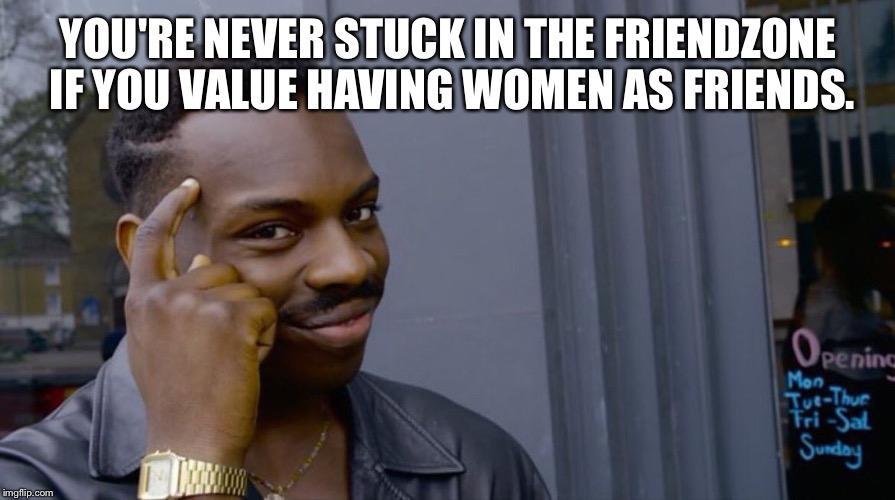 YOU'RE NEVER STUCK IN THE FRIENDZONE
IF YOU VALUE HAVING WOMEN AS FRIENDS.
Opening
Mon
Tue-Thur
Fri-Sat
Sunday
imgflip.com